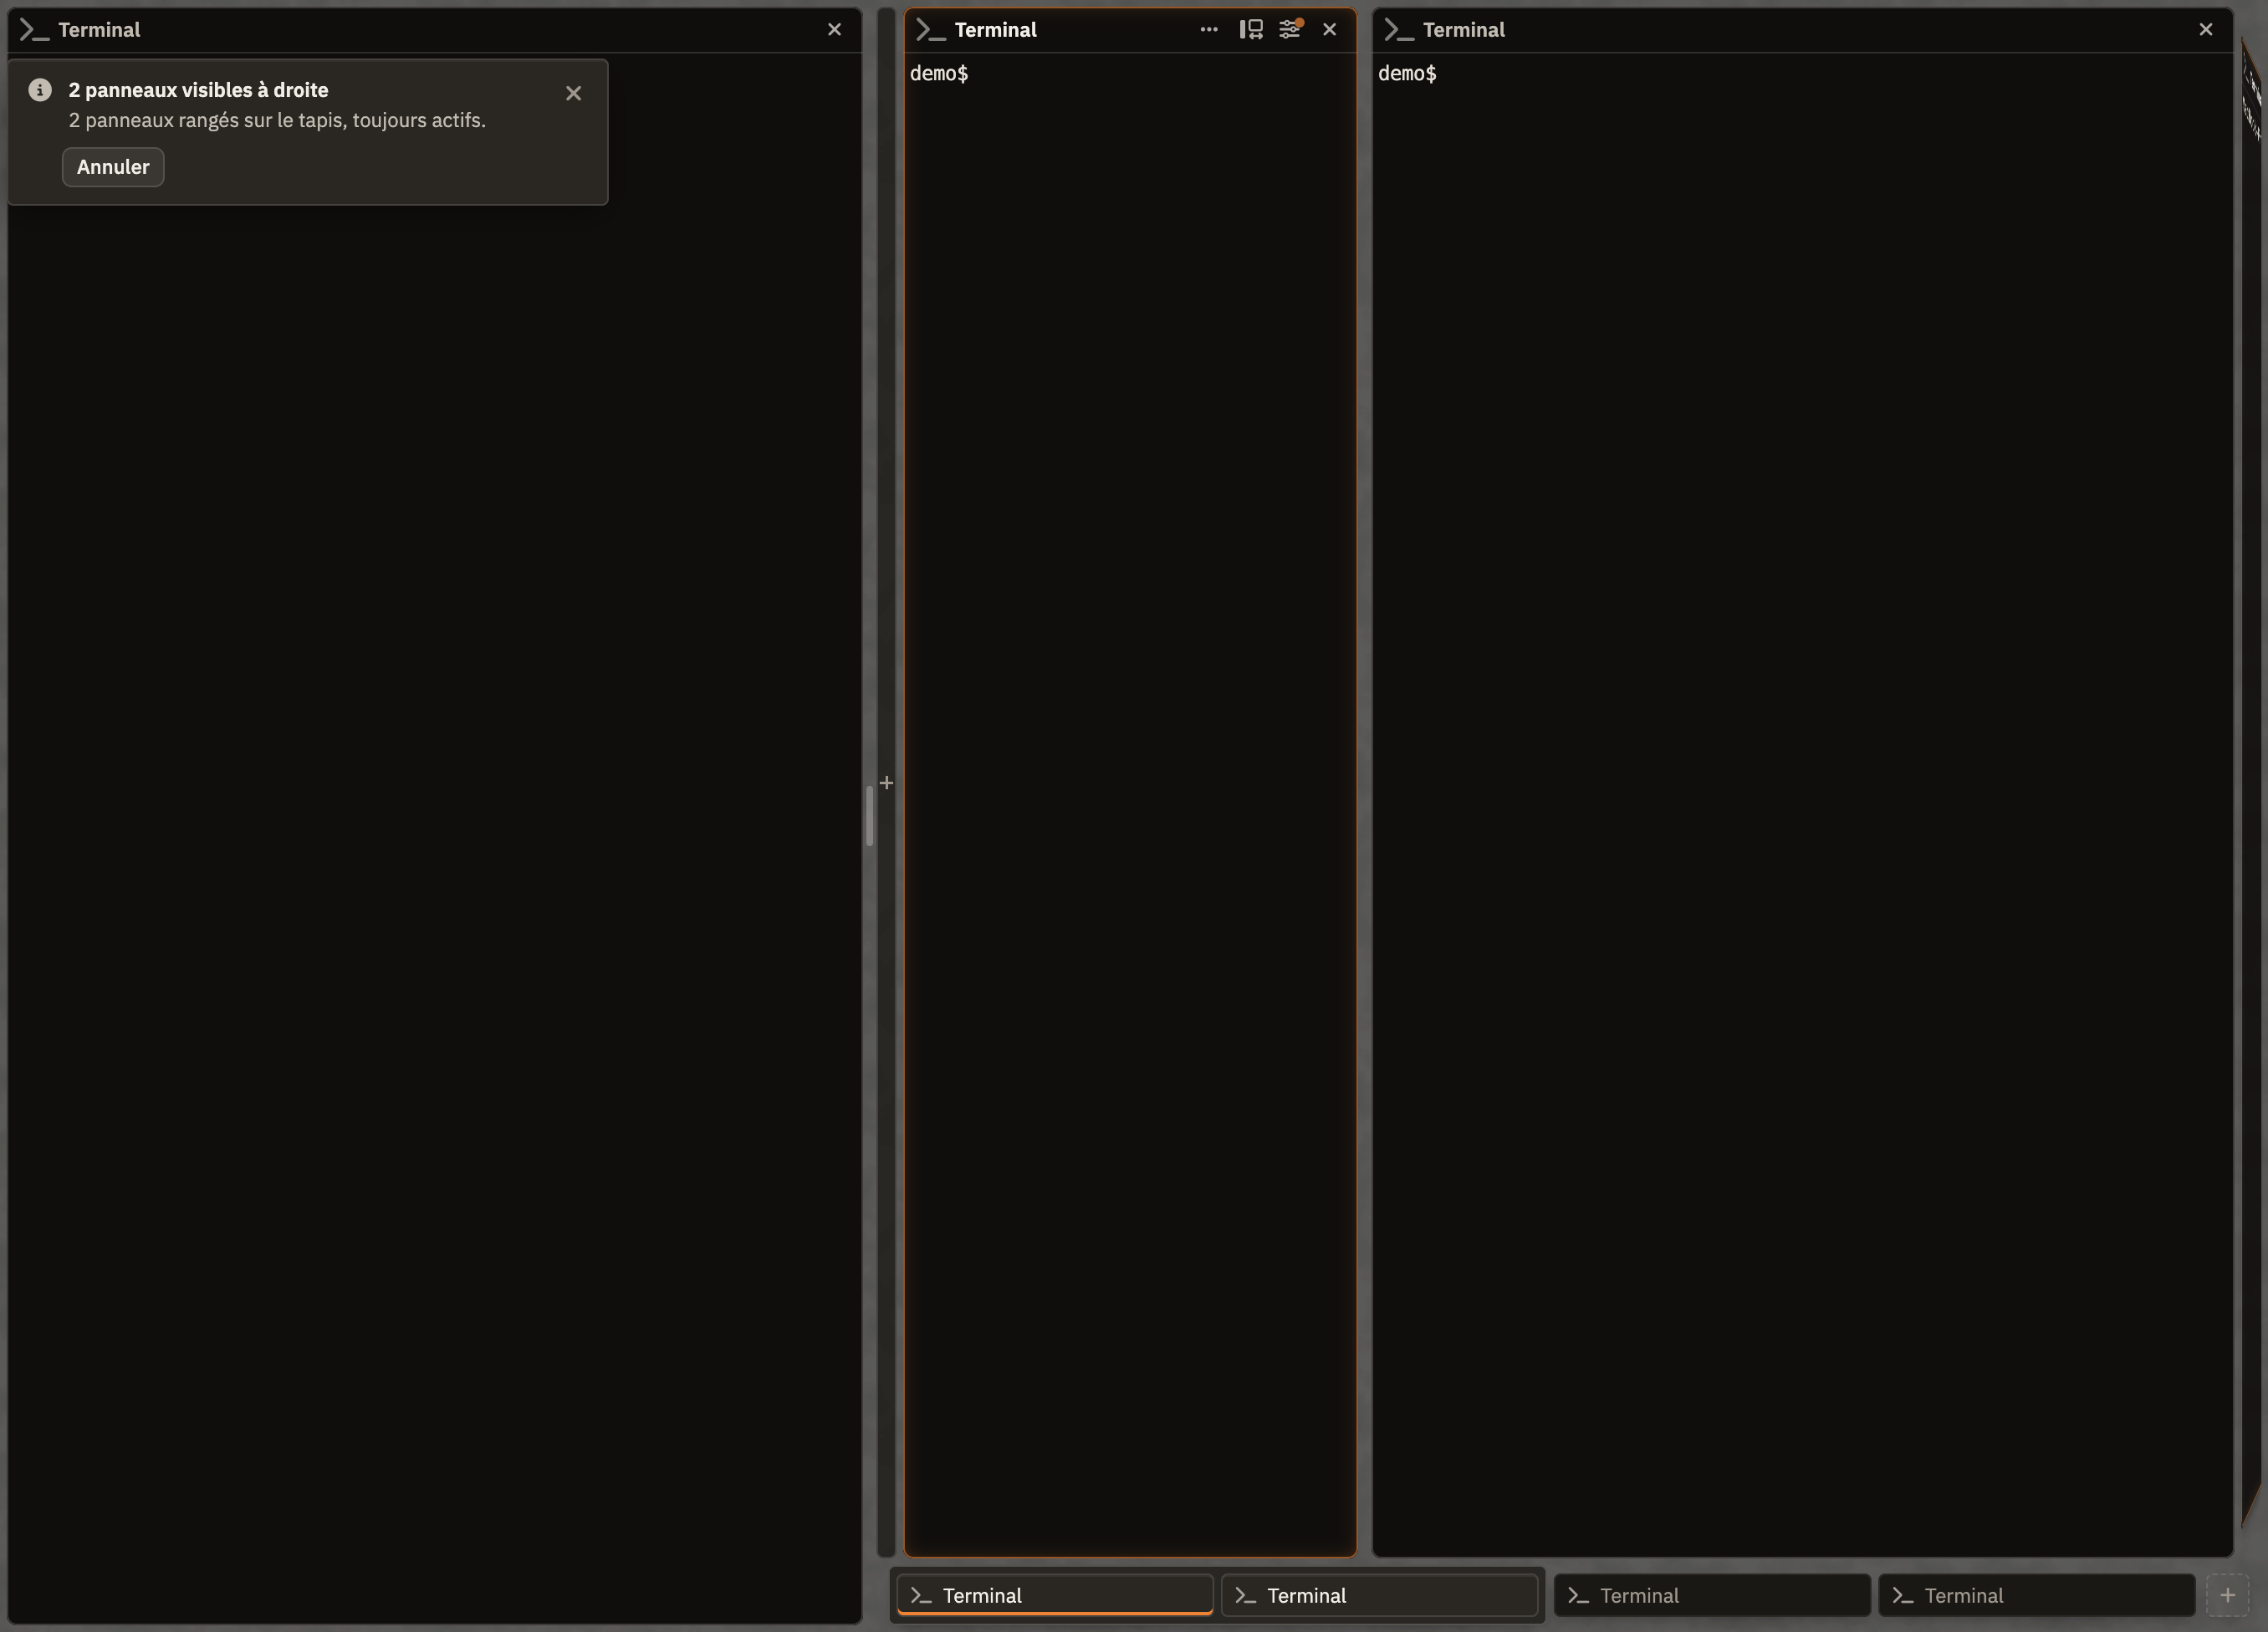 Terminal
2 panneaux visibles à droite
2 panneaux rangés sur le tapis, toujours actifs.
Annuler
Terminal
demo$
Terminal
demo$
Terminal
Terminal
Terminal
Terminal